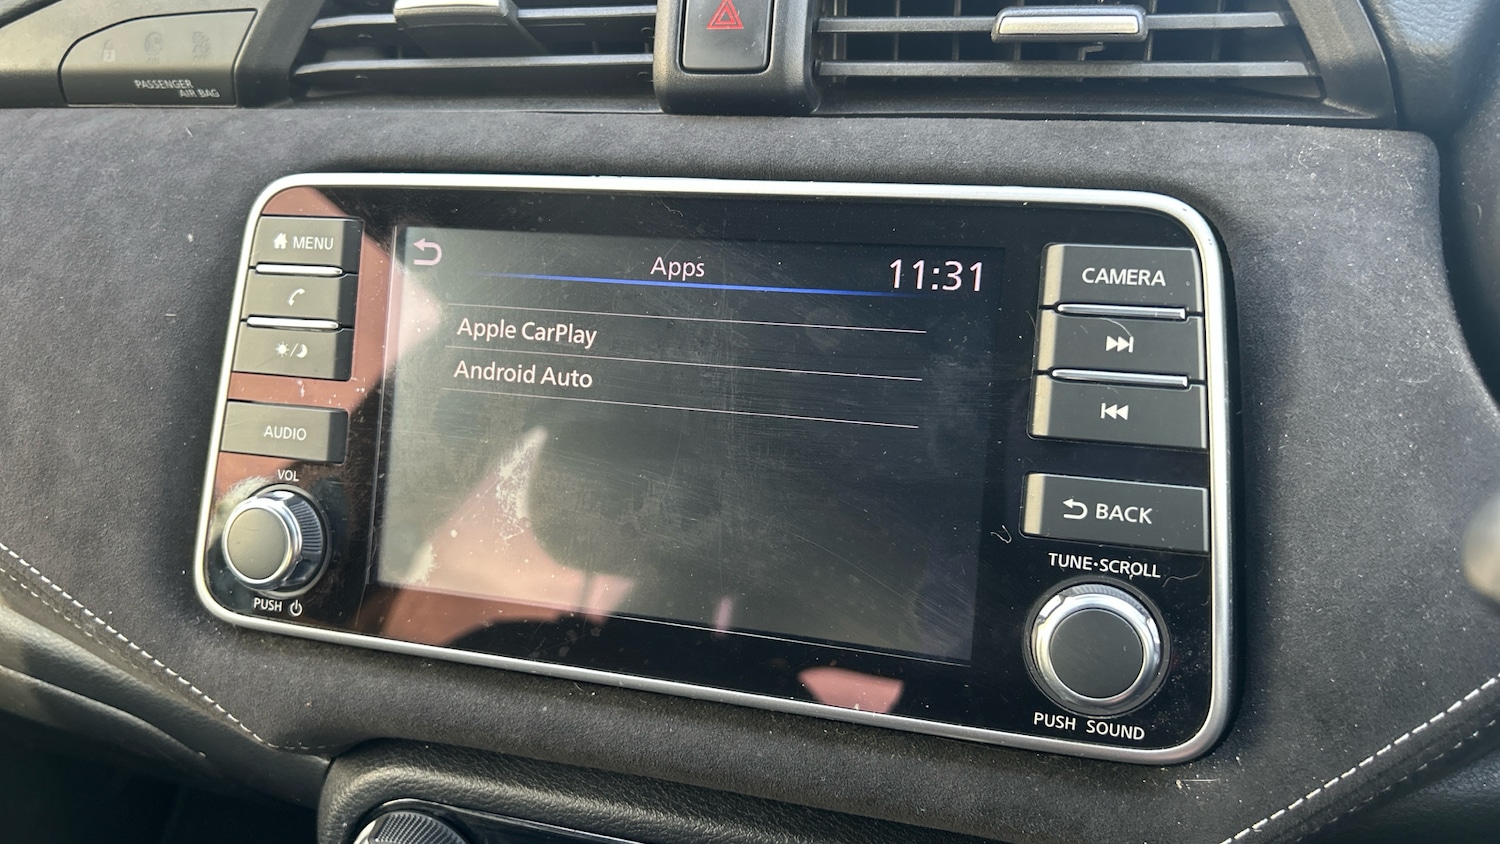 PASSENGER
AIR BAG
MENU
Apps
11:31
CAMERA
Apple CarPlay
Android Auto
AUDIO
VOL
BACK
TUNE·SCROLL
PUSH
PUSH SOUND